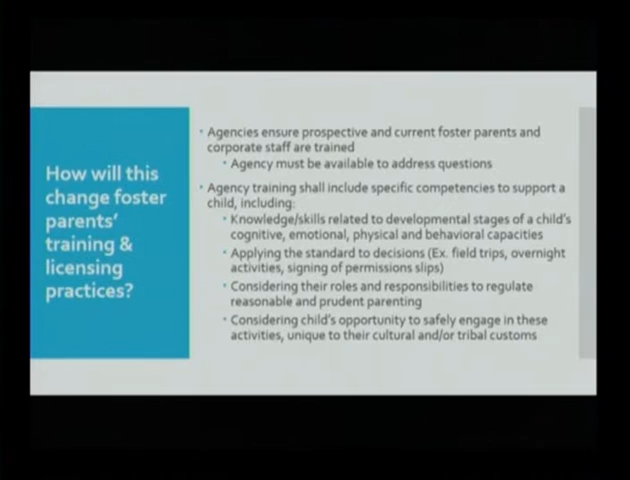 How will this
change foster
parents'
training &
licensing
practices?
• Agencies ensure prospective and current foster parents and
corporate staff are trained
• Agency must be available to address questions
• Agency training shall include specific competencies to support a
child, including:
• Knowledge/skills related to developmental stages of a child's
cognitive, emotional, physical and behavioral capacities
• Applying the standard to decisions (Ex. field trips, overnight
activities, signing of permissions slips)
• Considering their roles and responsibilities to regulate
reasonable and prudent parenting
• Considering child's opportunity to safely engage in these
activities, unique to their cultural and/or tribal customs